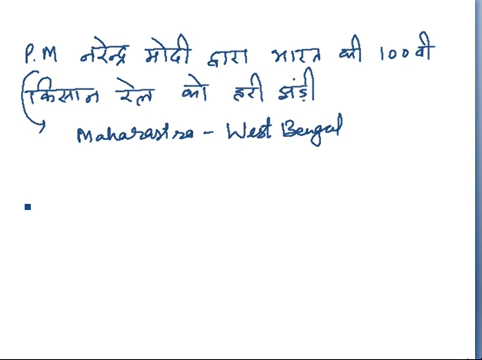 P.M नरेन्द्र मोदी द्वारा भारत की 100वी
किसान रेल को हरी झंड़ी
Maharastra - West Bengal